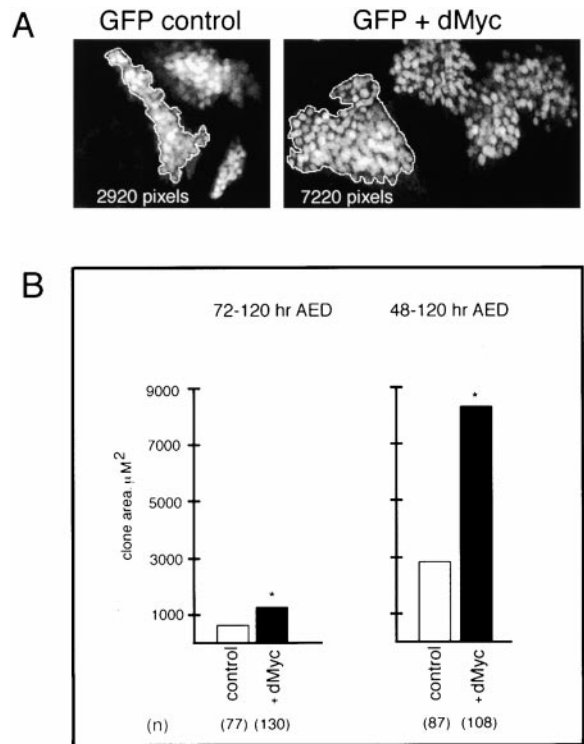 A
GFP control
GFP + dMyc
2920 pixels
7220 pixels
B
72-120 hr AED
48-120 hr AED
clone area, µM2
9000
7000
5000
3000
1000
*
*
control
+ dMyc
control
+ dMyc
(n)
(77)
(130)
(87)
(108)